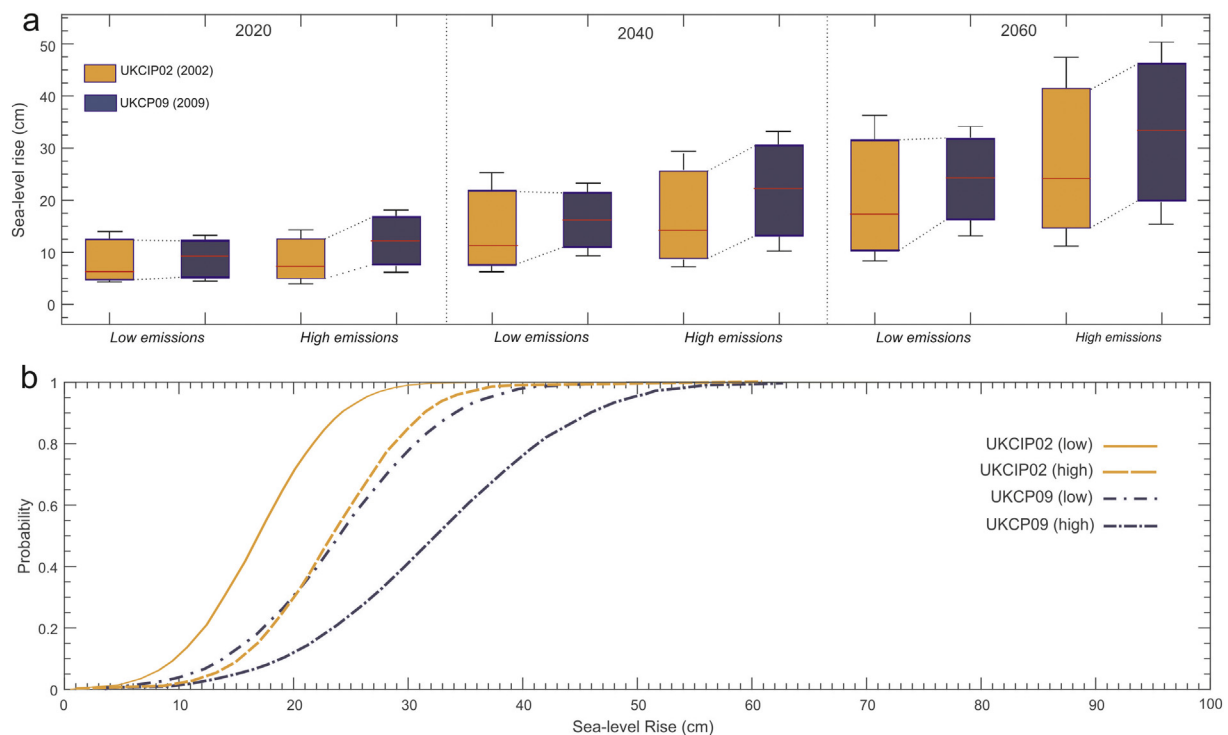 a
2020
2040
2060
50
40
30
20
10
0
Sea-level rise (cm)
UKCIP02 (2002)
UKCP09 (2009)
Low emissions
High emissions
Low emissions
High emissions
Low emissions
High emissions
b
1
0.8
0.6
0.4
0.2
0
Probability
UKCIP02 (low)
UKCIP02 (high)
UKCP09 (low)
UKCP09 (high)
0 10 20 30 40 50 60 70 80 90 100
Sea-level Rise (cm)